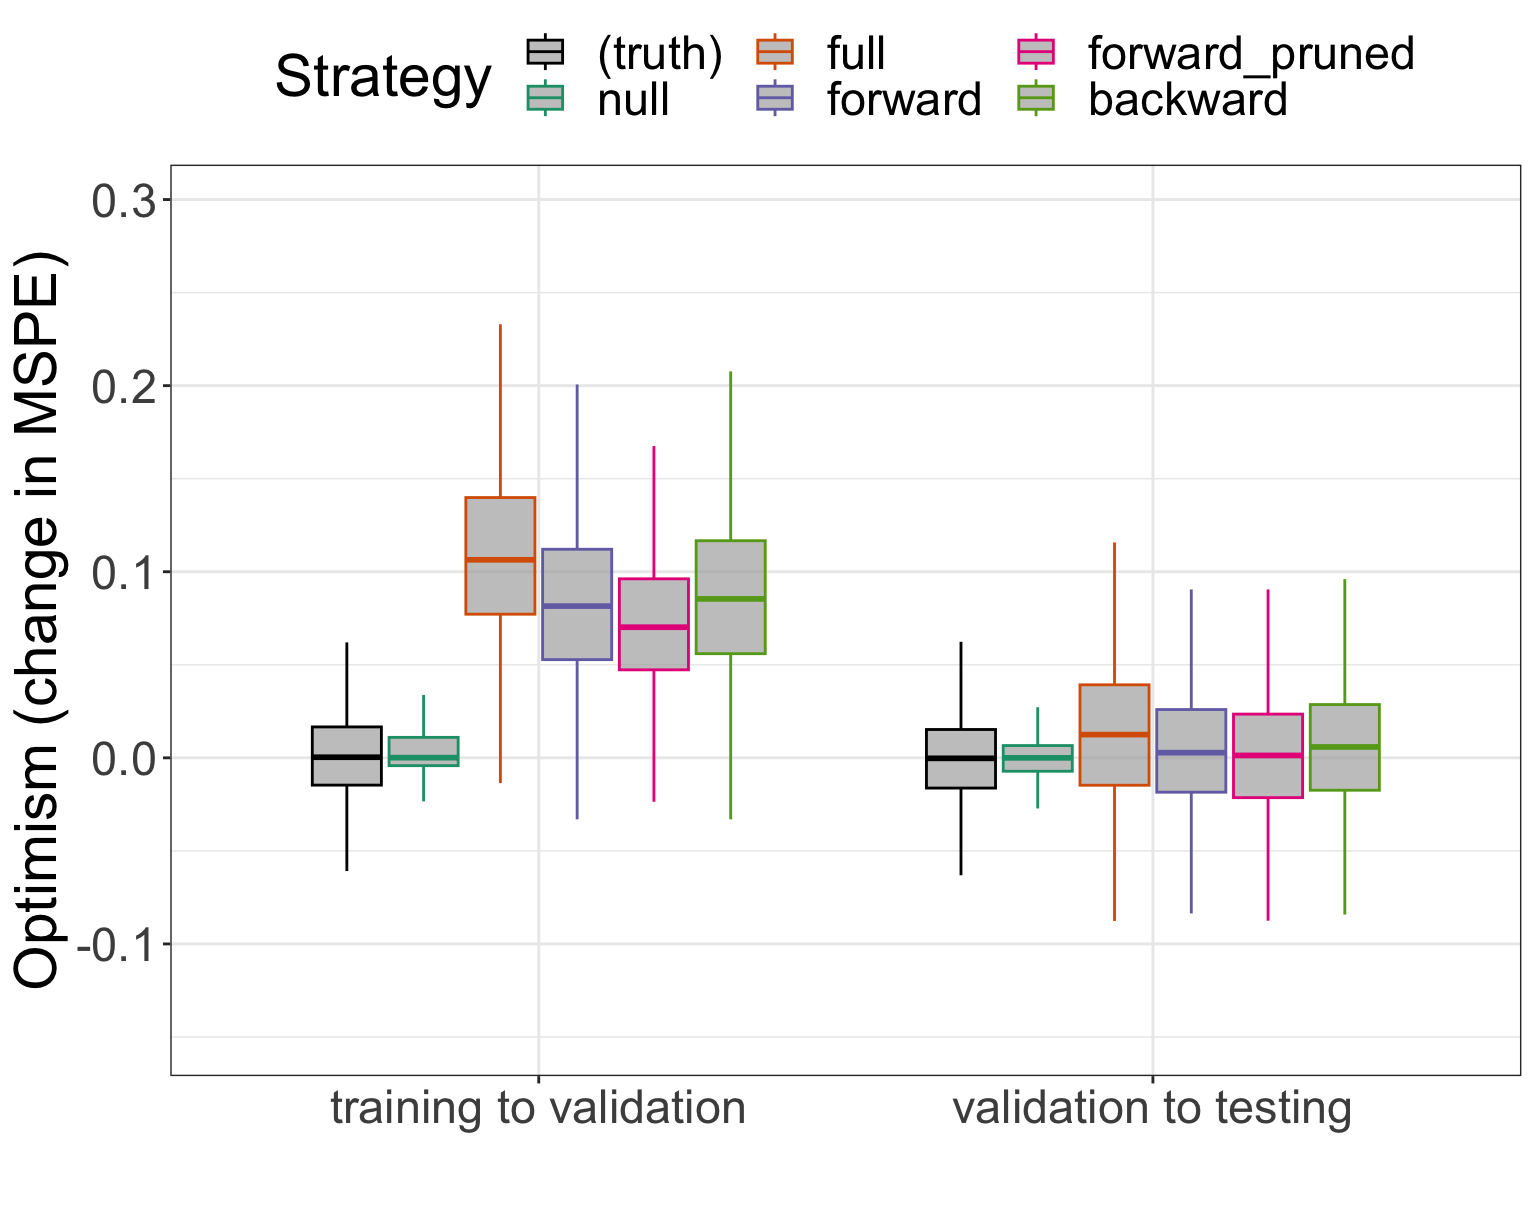 Strategy
(truth) full forward_pruned
null forward backward
Optimism (change in MSPE)
0.3
0.2
0.1
0.0
-0.1
training to validation validation to testing